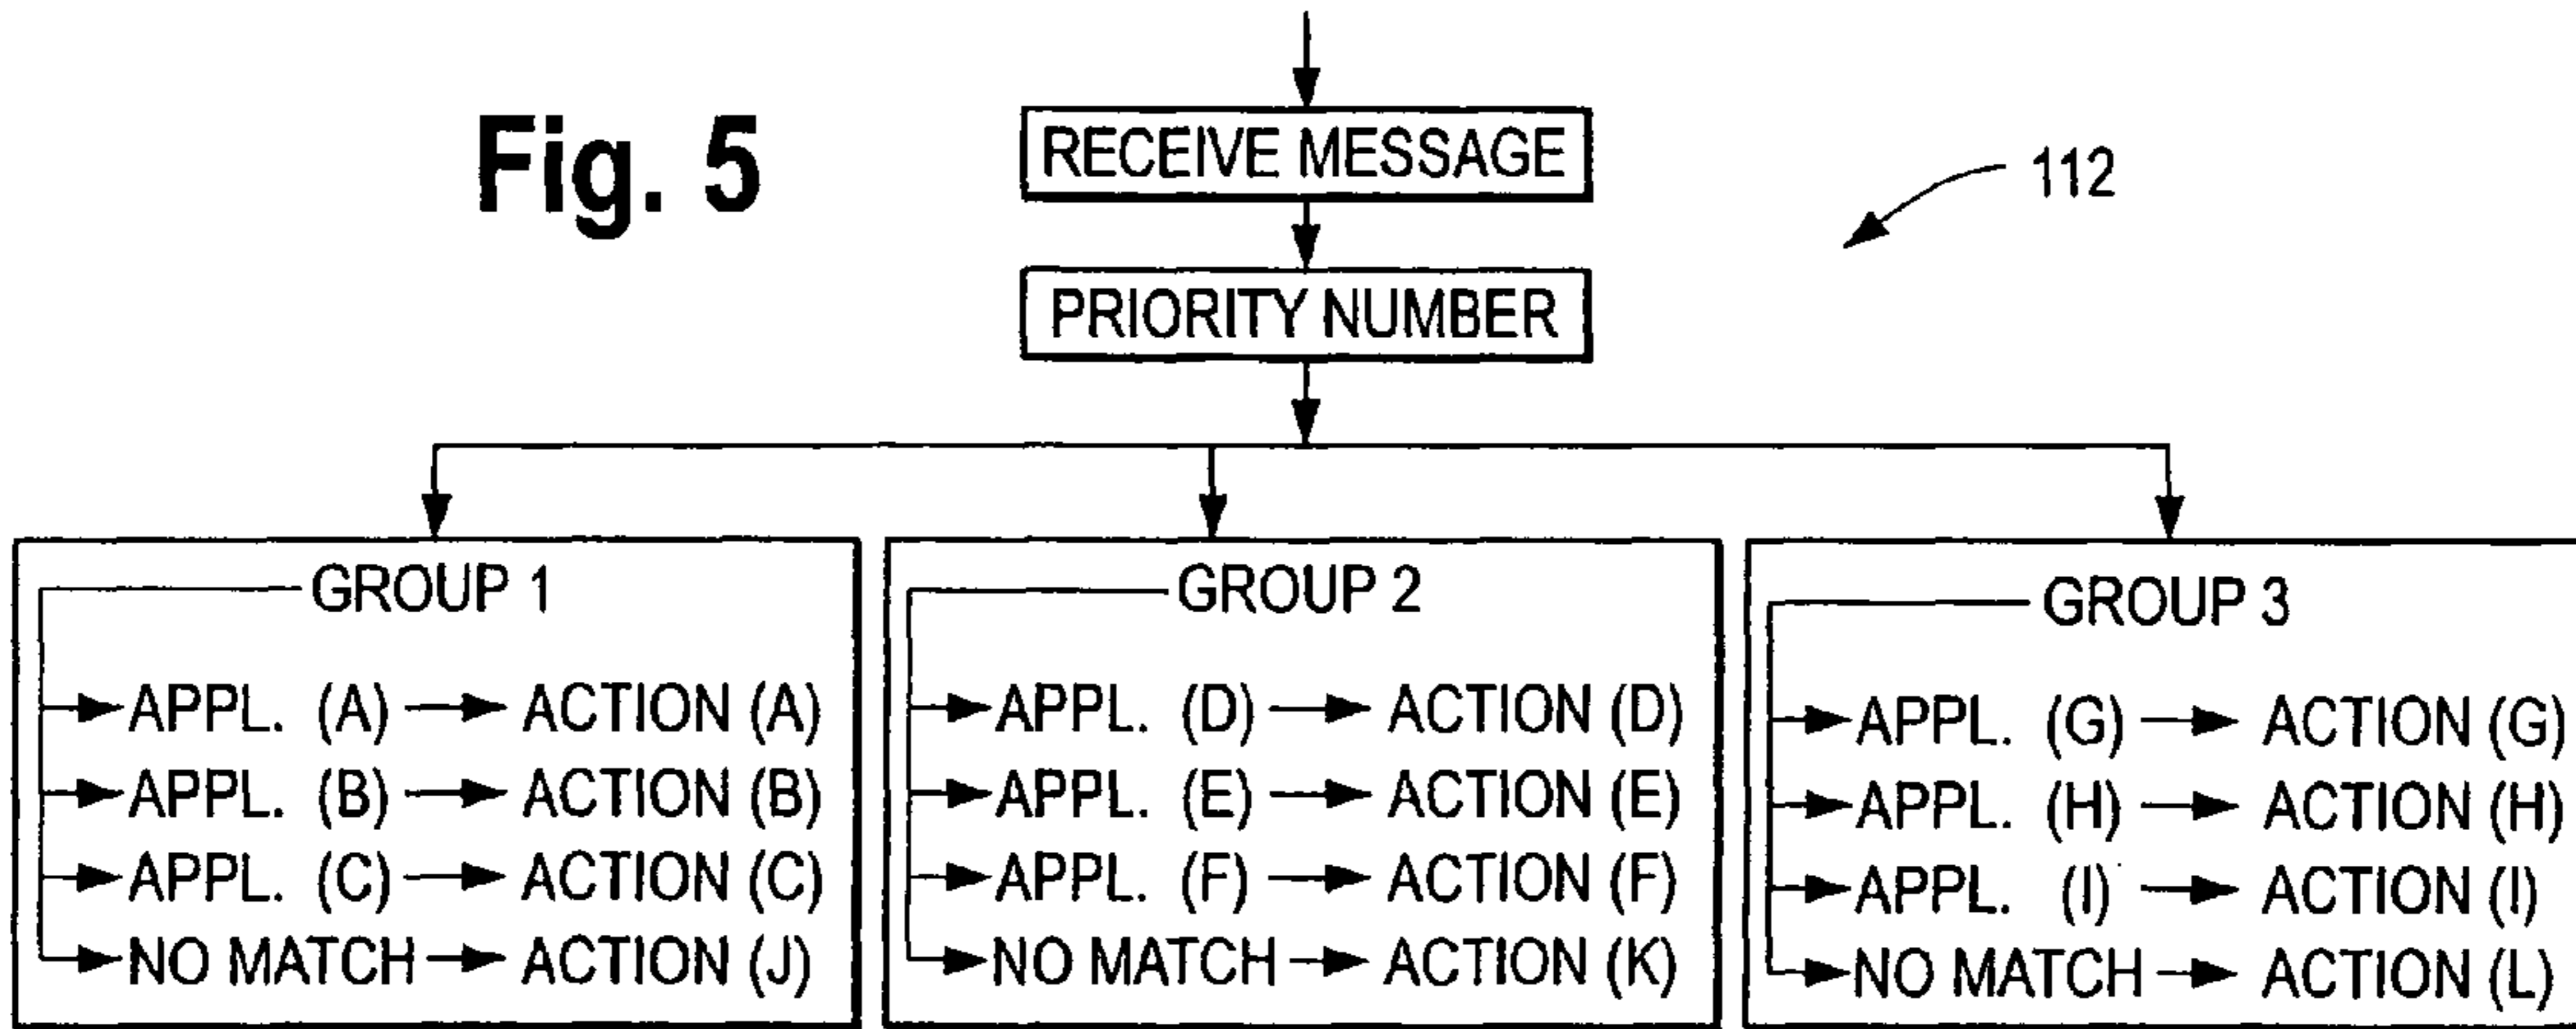 Fig. 5
RECEIVE MESSAGE
112
PRIORITY NUMBER
GROUP 1
APPL. (A) ACTION (A)
APPL. (B) ACTION (B)
APPL. (C) ACTION (C)
NO MATCH ACTION (J)
GROUP 2
APPL. (D) ACTION (D)
APPL. (E) ACTION (E)
APPL. (F) ACTION (F)
NO MATCH ACTION (K)
GROUP 3
APPL. (G) ACTION (G)
APPL. (H) ACTION (H)
APPL. (I) ACTION (I)
NO MATCH ACTION (L)